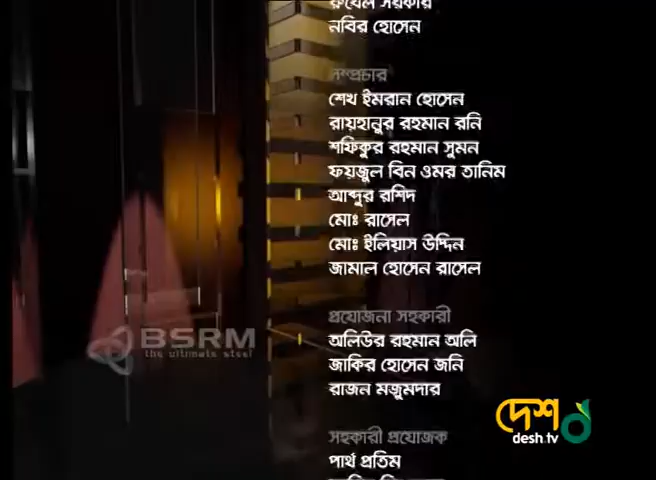 রুবেল সরকার
নবির হোসেন
সম্প্রচার
শেখ ইমরান হোসেন
রায়হানুর রহমান রনি
শফিকুর রহমান সুমন
ফয়জুল বিন ওমর তানিম
আব্দুর রশিদ
মোঃ রাসেল
মোঃ ইলিয়াস উদ্দিন
জামাল হোসেন রাসেল
প্রযোজনা সহকারী
অলিউর রহমান অলি
জাকির হোসেন জনি
রাজন মজুমদার
সহকারী প্রযোজক
পার্থ প্রতিম
BSRM
the ultimate steel
দেশ
desh tv